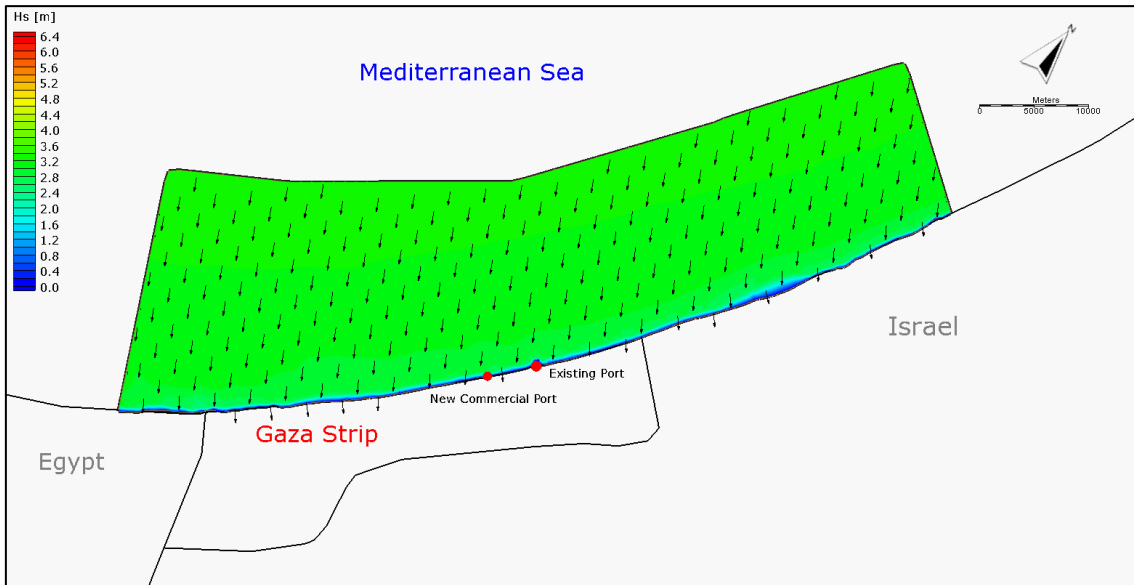 Hs [m]
6.4
6.0
5.6
5.2
4.8
4.4
4.0
3.6
3.2
2.8
2.4
2.0
1.6
1.2
0.8
0.4
0.0
Mediterranean Sea
N
Meters
0 5000 10000
Israel
Existing Port
New Commercial Port
Gaza Strip
Egypt